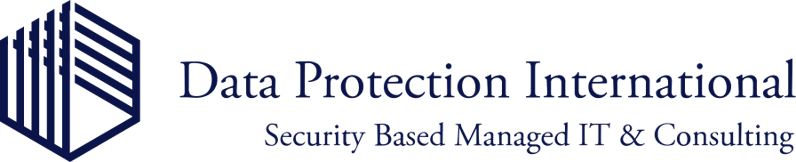 Data Protection International
Security Based Managed IT & Consulting